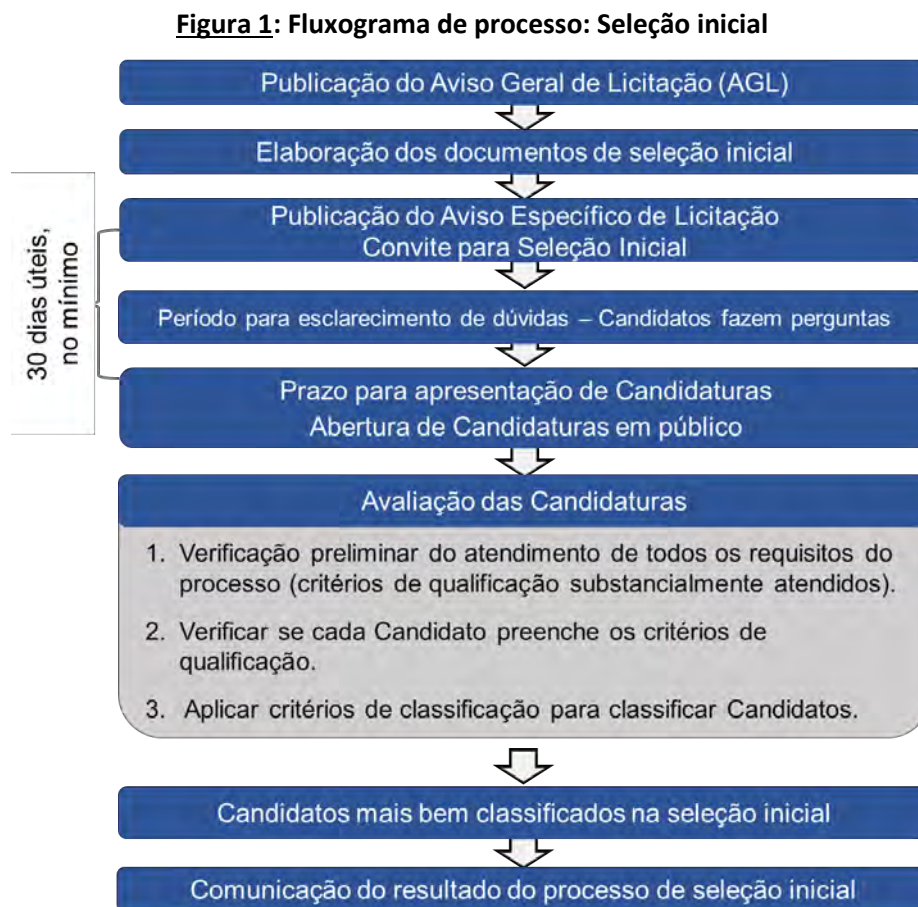 Figura 1: Fluxograma de processo: Seleção inicial
Publicação do Aviso Geral de Licitação (AGL)
Elaboração dos documentos de seleção inicial
30 dias úteis,
no mínimo
Publicação do Aviso Específico de Licitação
Convite para Seleção Inicial
Período para esclarecimento de dúvidas – Candidatos fazem perguntas
Prazo para apresentação de Candidaturas
Abertura de Candidaturas em público
Avaliação das Candidaturas
1. Verificação preliminar do atendimento de todos os requisitos do
processo (critérios de qualificação substancialmente atendidos).
2. Verificar se cada Candidato preenche os critérios de
qualificação.
3. Aplicar critérios de classificação para classificar Candidatos.
Candidatos mais bem classificados na seleção inicial
Comunicação do resultado do processo de seleção inicial